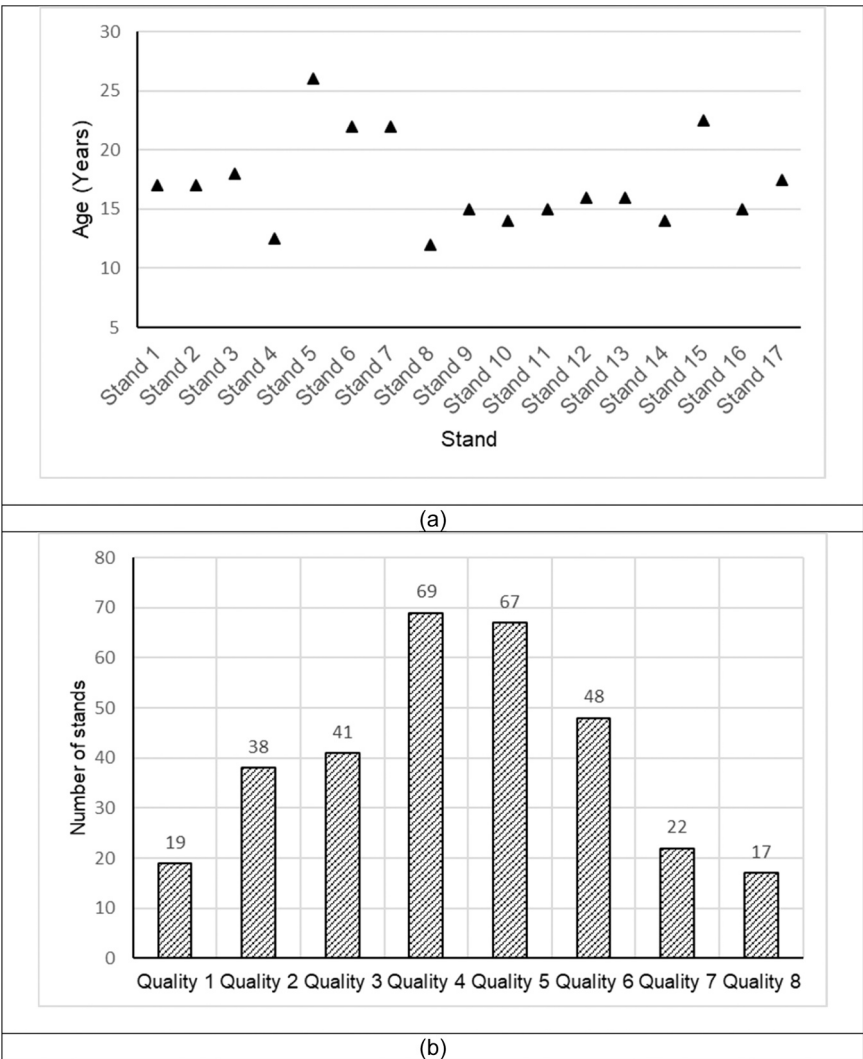 30
25
20
15
10
5
Age (Years)
Stand 1
Stand 2
Stand 3
Stand 4
Stand 5
Stand 6
Stand 7
Stand 8
Stand 9
Stand 10
Stand 11
Stand 12
Stand 13
Stand 14
Stand 15
Stand 16
Stand 17
Stand
(a)
80
70
60
50
40
30
20
10
0
Number of stands
19
38
41
69
67
48
22
17
Quality 1 Quality 2 Quality 3 Quality 4 Quality 5 Quality 6 Quality 7 Quality 8
(b)